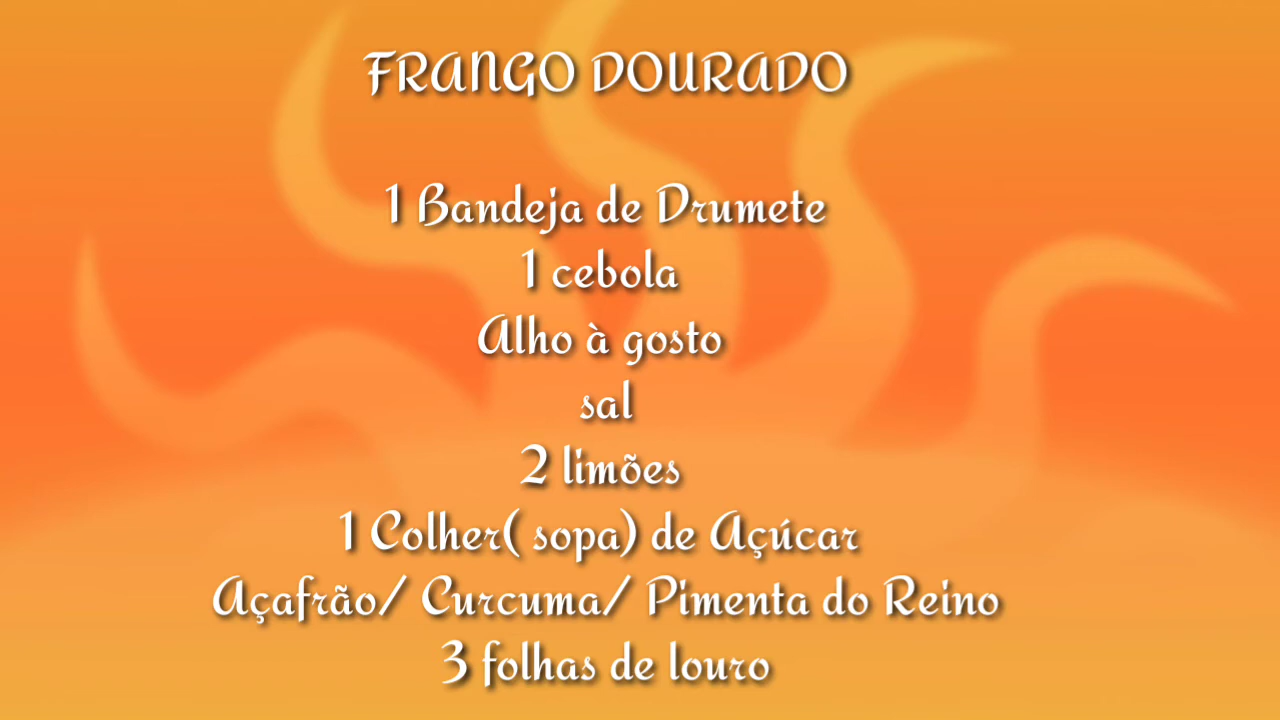 FRANGO DOURADO
1 Bandeja de Drumete
1 cebola
Alho à gosto
sal
2 limões
1 Colher( sopa) de Açúcar
Açafrão/ Curcuma/ Pimenta do Reino
3 folhas de louro